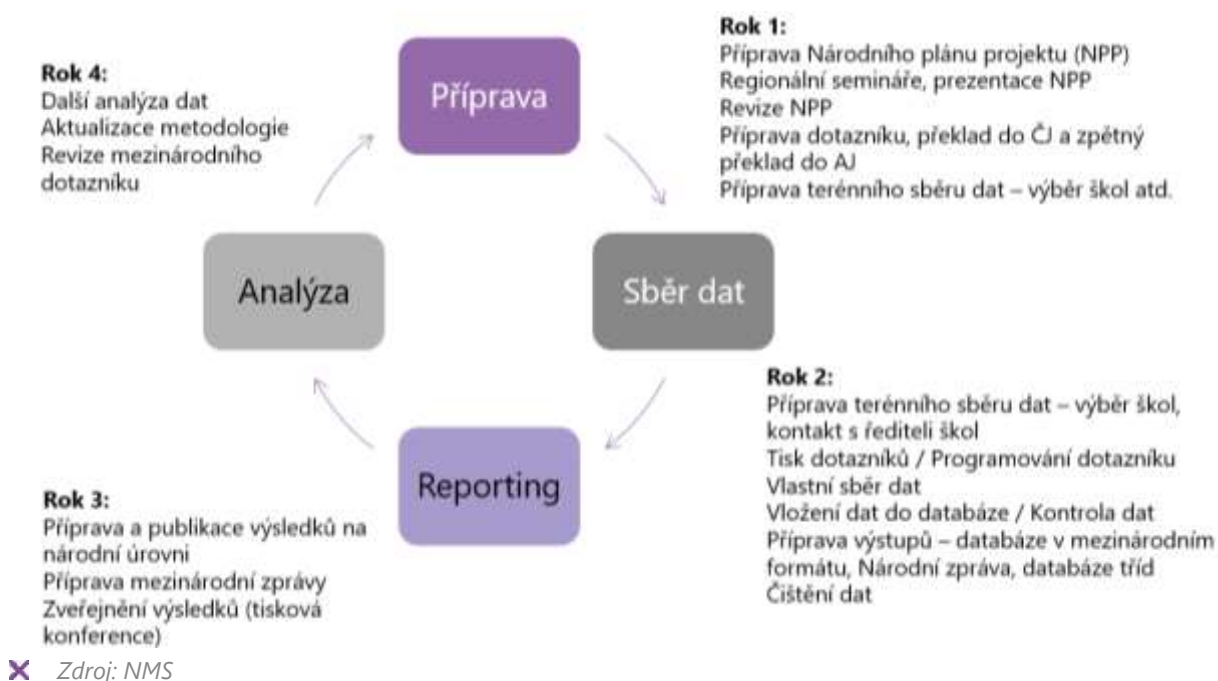 Rok 1:
Příprava Národního plánu projektu (NPP)
Regionální semináře, prezentace NPP
Revize NPP
Příprava dotazníku, překlad do ČJ a zpětný
překlad do AJ
Příprava terénního sběru dat – výběr škol atd.
Rok 4:
Další analýza dat
Aktualizace metodologie
Revize mezinárodního
dotazníku
Příprava
Analýza
Sběr dat
Reporting
Rok 2:
Příprava terénního sběru dat – výběr škol,
kontakt s řediteli škol
Tisk dotazníků / Programování dotazníku
Vlastní sběr dat
Vložení dat do databáze / Kontrola dat
Příprava výstupů – databáze v mezinárodním
formátu, Národní zpráva, databáze tříd
Čištění dat
Rok 3:
Příprava a publikace výsledků na
národní úrovni
Příprava mezinárodní zprávy
Zveřejnění výsledků (tisková
konference)
Zdroj: NMS